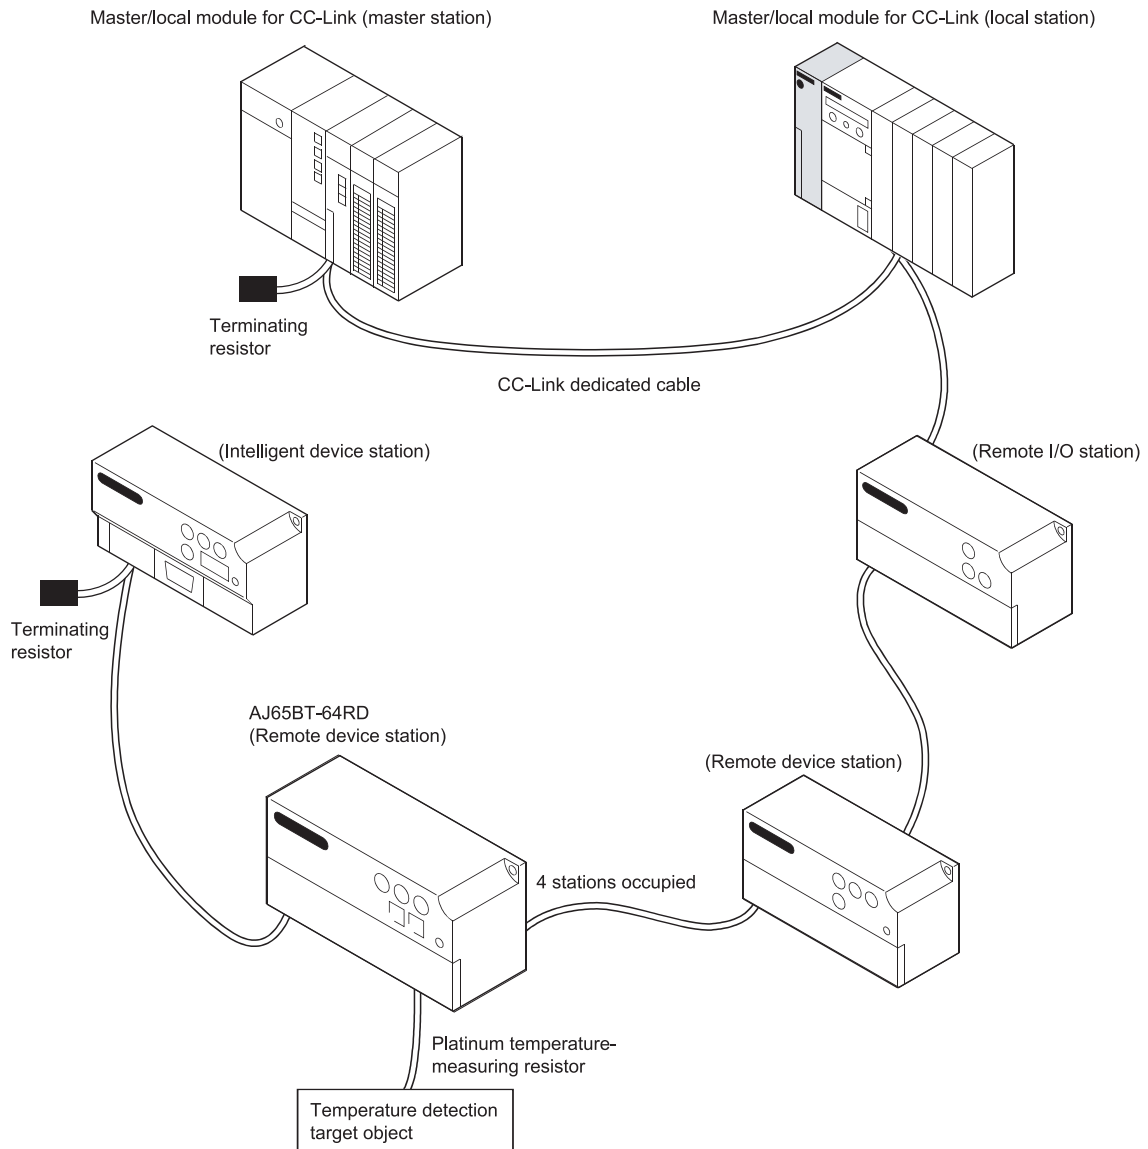 Master/local module for CC-Link (master station)
Master/local module for CC-Link (local station)
Terminating
resistor
CC-Link dedicated cable
(Intelligent device station)
(Remote I/O station)
Terminating
resistor
AJ65BT-64RD
(Remote device station)
(Remote device station)
4 stations occupied
Platinum temperature-
measuring resistor
Temperature detection
target object